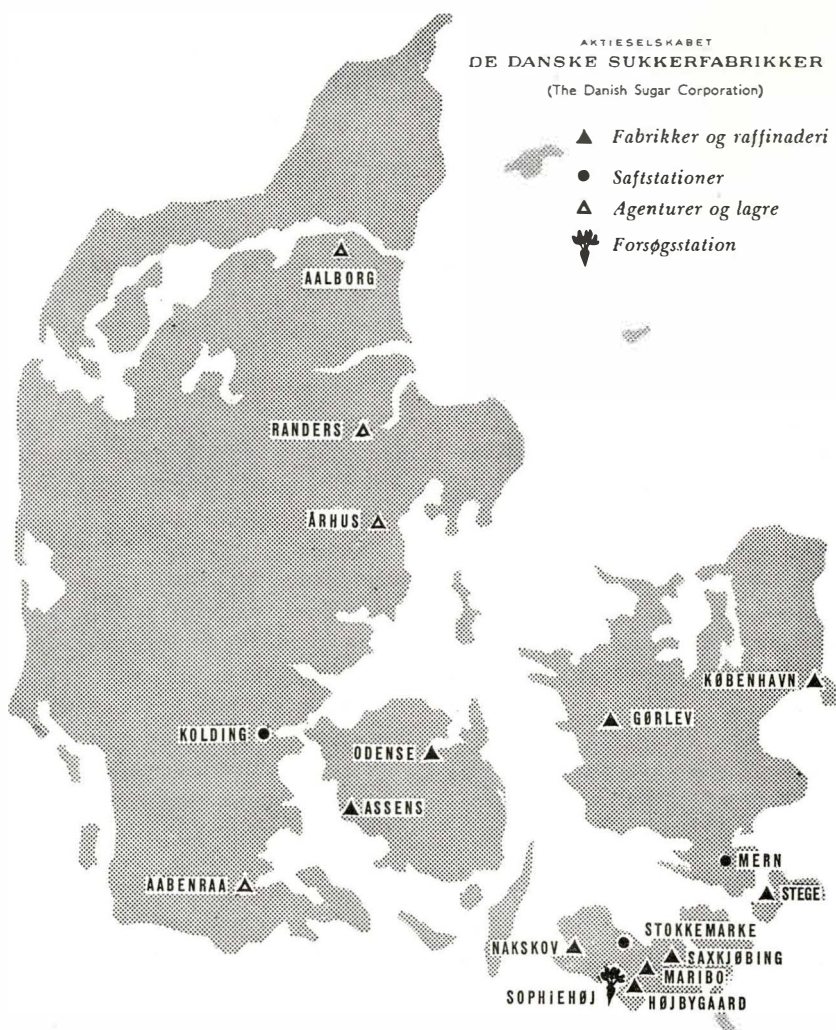 AKTIESELSKABET
DE DANSKE SUKKERFABRIKKER
(The Danish Sugar Corporation)
Fabrikker og raffinaderi
Saftstationer
Agenturer og lagre
Forsøgsstation
AALBORG
RANDERS
ÅRHUS
KØBENHAVN
GØRLEV
KOLDING
ODENSE
ASSENS
MERN
AABENRAA
STEGE
STOKKEMARKE
NAKSKOV
SAXKJØBING
MARIBO
SOPHIEHØJ
HØJBYGAARD